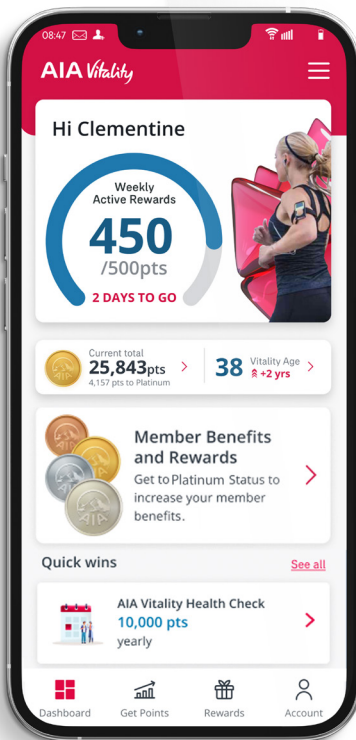 08:47
AIA Vitality
Hi Clementine
Weekly
Active Rewards
450
/500pts
2 DAYS TO GO
Current total
25,843pts
4,157 pts to Platinum
38
Vitality Age
+2 yrs
Member Benefits
and Rewards
Get to Platinum Status to
increase your member
benefits.
AIA
Quick wins
See all
AIA Vitality Health Check
10,000 pts
yearly
Dashboard
Get Points
Rewards
Account